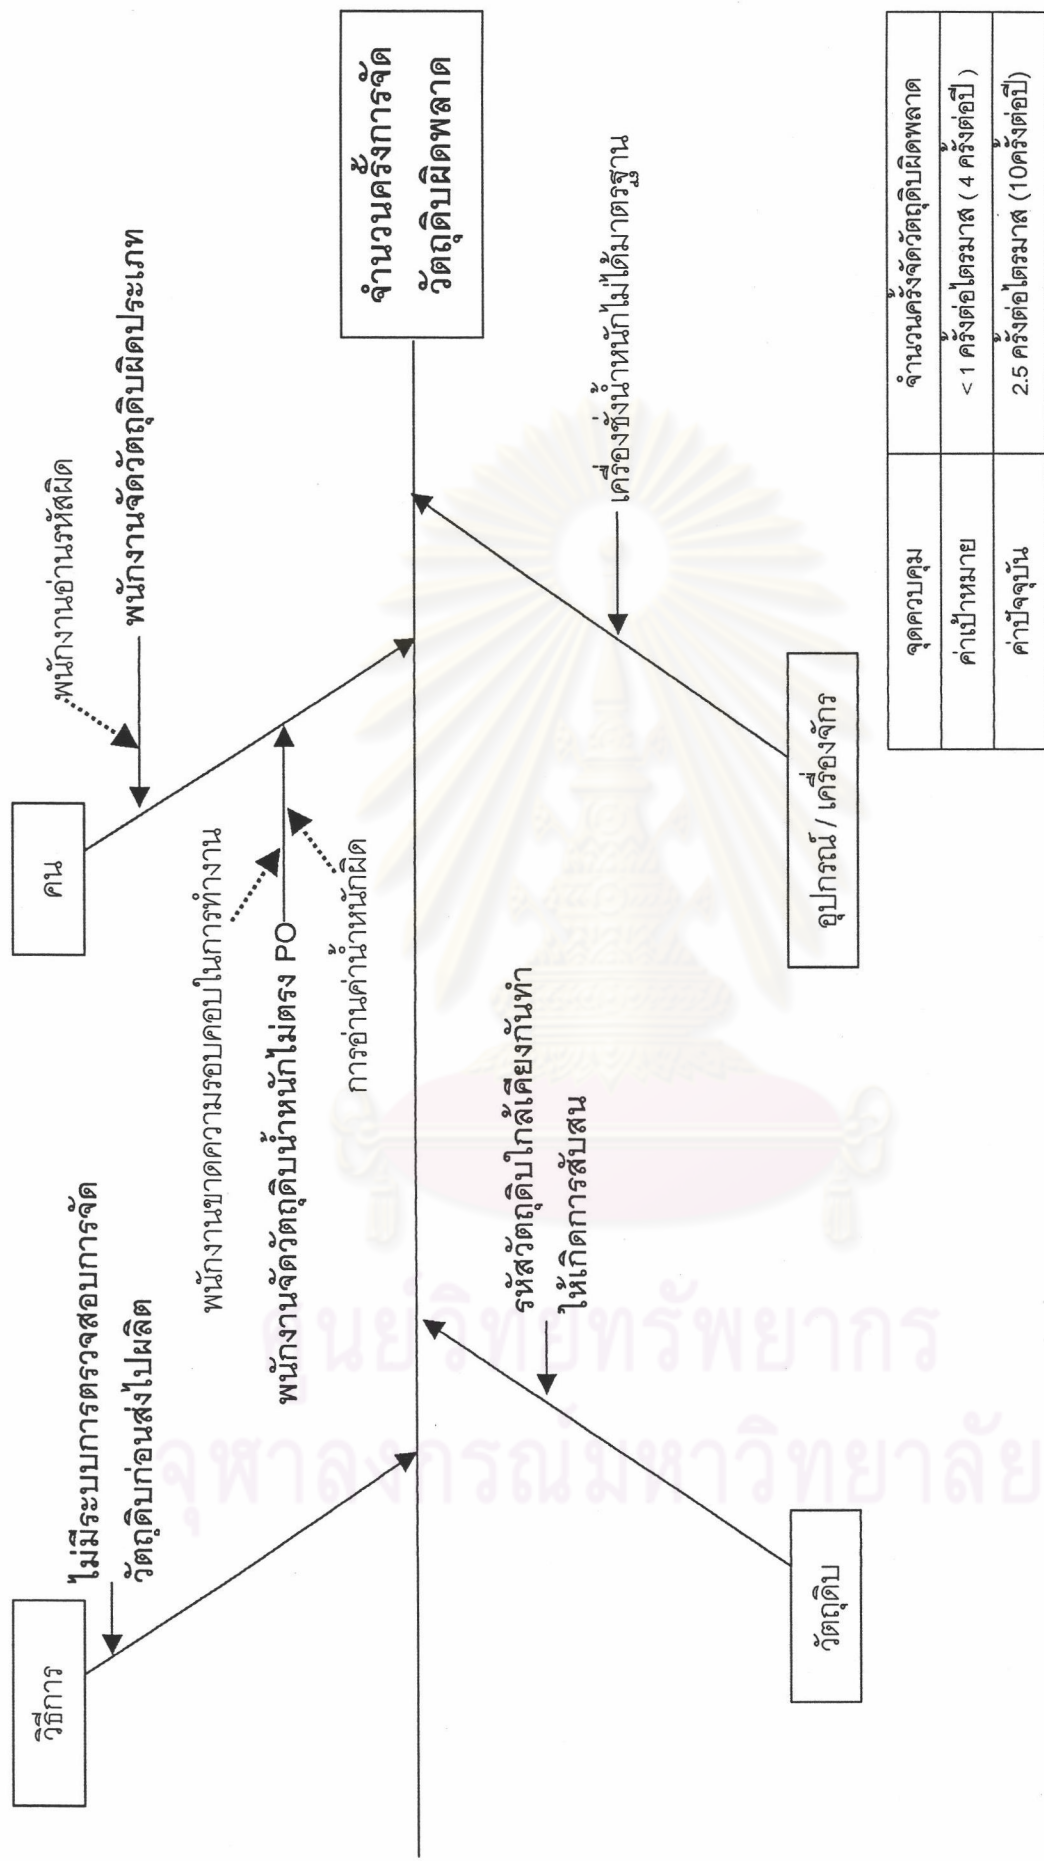 วิธีการ
คน
ไม่มีระบบการตรวจสอบการจัด
วัตถุดิบก่อนส่งไปผลิต
พนักงานอ่านรหัสผิด
พนักงานจัดวัตถุดิบผิดประเภท
พนักงานขาดความรอบคอบในการทำงาน
พนักงานจัดวัตถุดิบน้ำหนักไม่ตรง PO
การอ่านค่าน้ำหนักผิด
จำนวนครั้งการจัด
วัตถุดิบผิดพลาด
รหัสวัตถุดิบใกล้เคียงกันทำ
ให้เกิดการสับสน
เครื่องชั่งน้ำหนักไม่ได้มาตรฐาน
วัตถุดิบ
อุปกรณ์ / เครื่องจักร
จุดควบคุม จำนวนครั้งจัดวัตถุดิบผิดพลาด
ค่าเป้าหมาย < 1 ครั้งต่อไตรมาส ( 4 ครั้งต่อปี )
ค่าปัจจุบัน 2.5 ครั้งต่อไตรมาส (10ครั้งต่อปี)
ศูนย์วิทยทรัพยากร
จุฬาลงกรณ์มหาวิทยาลัย